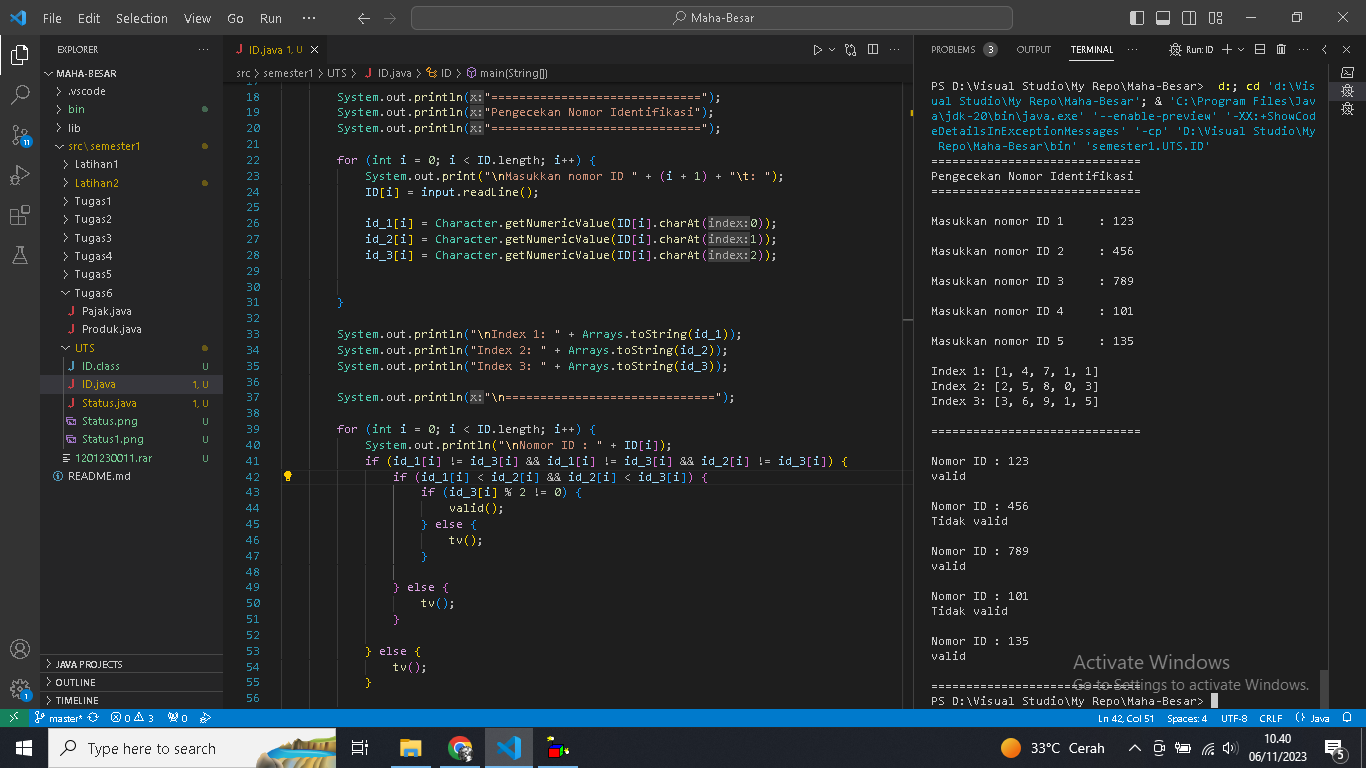 File Edit Selection View Go Run ··· Maha-Besar
EXPLORER ···
MAHA-BESAR
.vscode
bin
lib
src\semester1
Latihan1
Latihan2
Tugas1
Tugas2
Tugas3
Tugas4
Tugas5
Tugas6
J Pajak.java
J Produk.java
UTS
J ID.class U
J ID.java 1, U
J Status.java 1, U
Status.png U
Status1.png U
1201230011.rar U
README.md
JAVA PROJECTS
OUTLINE
TIMELINE
11
1
J ID.java 1, U
src > semester1 > UTS > J ID.java > ID > main(String[])
18 System.out.println(x:"==============================");
19 System.out.println(x:"Pengecekan Nomor Identifikasi");
20 System.out.println(x:"==============================");
21
22 for (int i = 0; i < ID.length; i++) {
23 System.out.print("\nMasukkan nomor ID " + (i + 1) + "\t: ");
24 ID[i] = input.readLine();
25
26 id_1[i] = Character.getNumericValue(ID[i].charAt(index:0));
27 id_2[i] = Character.getNumericValue(ID[i].charAt(index:1));
28 id_3[i] = Character.getNumericValue(ID[i].charAt(index:2));
29
30
31 }
32
33 System.out.println("\nIndex 1: " + Arrays.toString(id_1));
34 System.out.println("Index 2: " + Arrays.toString(id_2));
35 System.out.println("Index 3: " + Arrays.toString(id_3));
36
37 System.out.println(x:"\n==============================");
38
39 for (int i = 0; i < ID.length; i++) {
40 System.out.println("\nNomor ID : " + ID[i]);
41 if (id_1[i] != id_3[i] && id_1[i] != id_3[i] && id_2[i] != id_3[i]) {
42 if (id_1[i] < id_2[i] && id_2[i] < id_3[i]) {
43 if (id_3[i] % 2 != 0) {
44 valid();
45 } else {
46 tv();
47 }
48
49 } else {
50 tv();
51 }
52
53 } else {
54 tv();
55 }
56
PROBLEMS 3 OUTPUT TERMINAL ··· Run: ID
PS D:\Visual Studio\My Repo\Maha-Besar> d:; cd 'd:\Vis
ual Studio\My Repo\Maha-Besar'; & 'C:\Program Files\Jav
a\jdk-20\bin\java.exe' '--enable-preview' '-XX:+ShowCod
eDetailsInExceptionMessages' '-cp' 'D:\Visual Studio\My
Repo\Maha-Besar\bin' 'semester1.UTS.ID'
==============================
Pengecekan Nomor Identifikasi
==============================
Masukkan nomor ID 1 : 123
Masukkan nomor ID 2 : 456
Masukkan nomor ID 3 : 789
Masukkan nomor ID 4 : 101
Masukkan nomor ID 5 : 135
Index 1: [1, 4, 7, 1, 1]
Index 2: [2, 5, 8, 0, 3]
Index 3: [3, 6, 9, 1, 5]
==============================
Nomor ID : 123
valid
Nomor ID : 456
Tidak valid
Nomor ID : 789
valid
Nomor ID : 101
Tidak valid
Nomor ID : 135
valid
==============================
PS D:\Visual Studio\My Repo\Maha-Besar>
Activate Windows
Go to Settings to activate Windows.
master* 0 3 0 Ln 42, Col 51 Spaces: 4 UTF-8 CRLF Java
Type here to search 33°C Cerah 10.40
06/11/2023
5